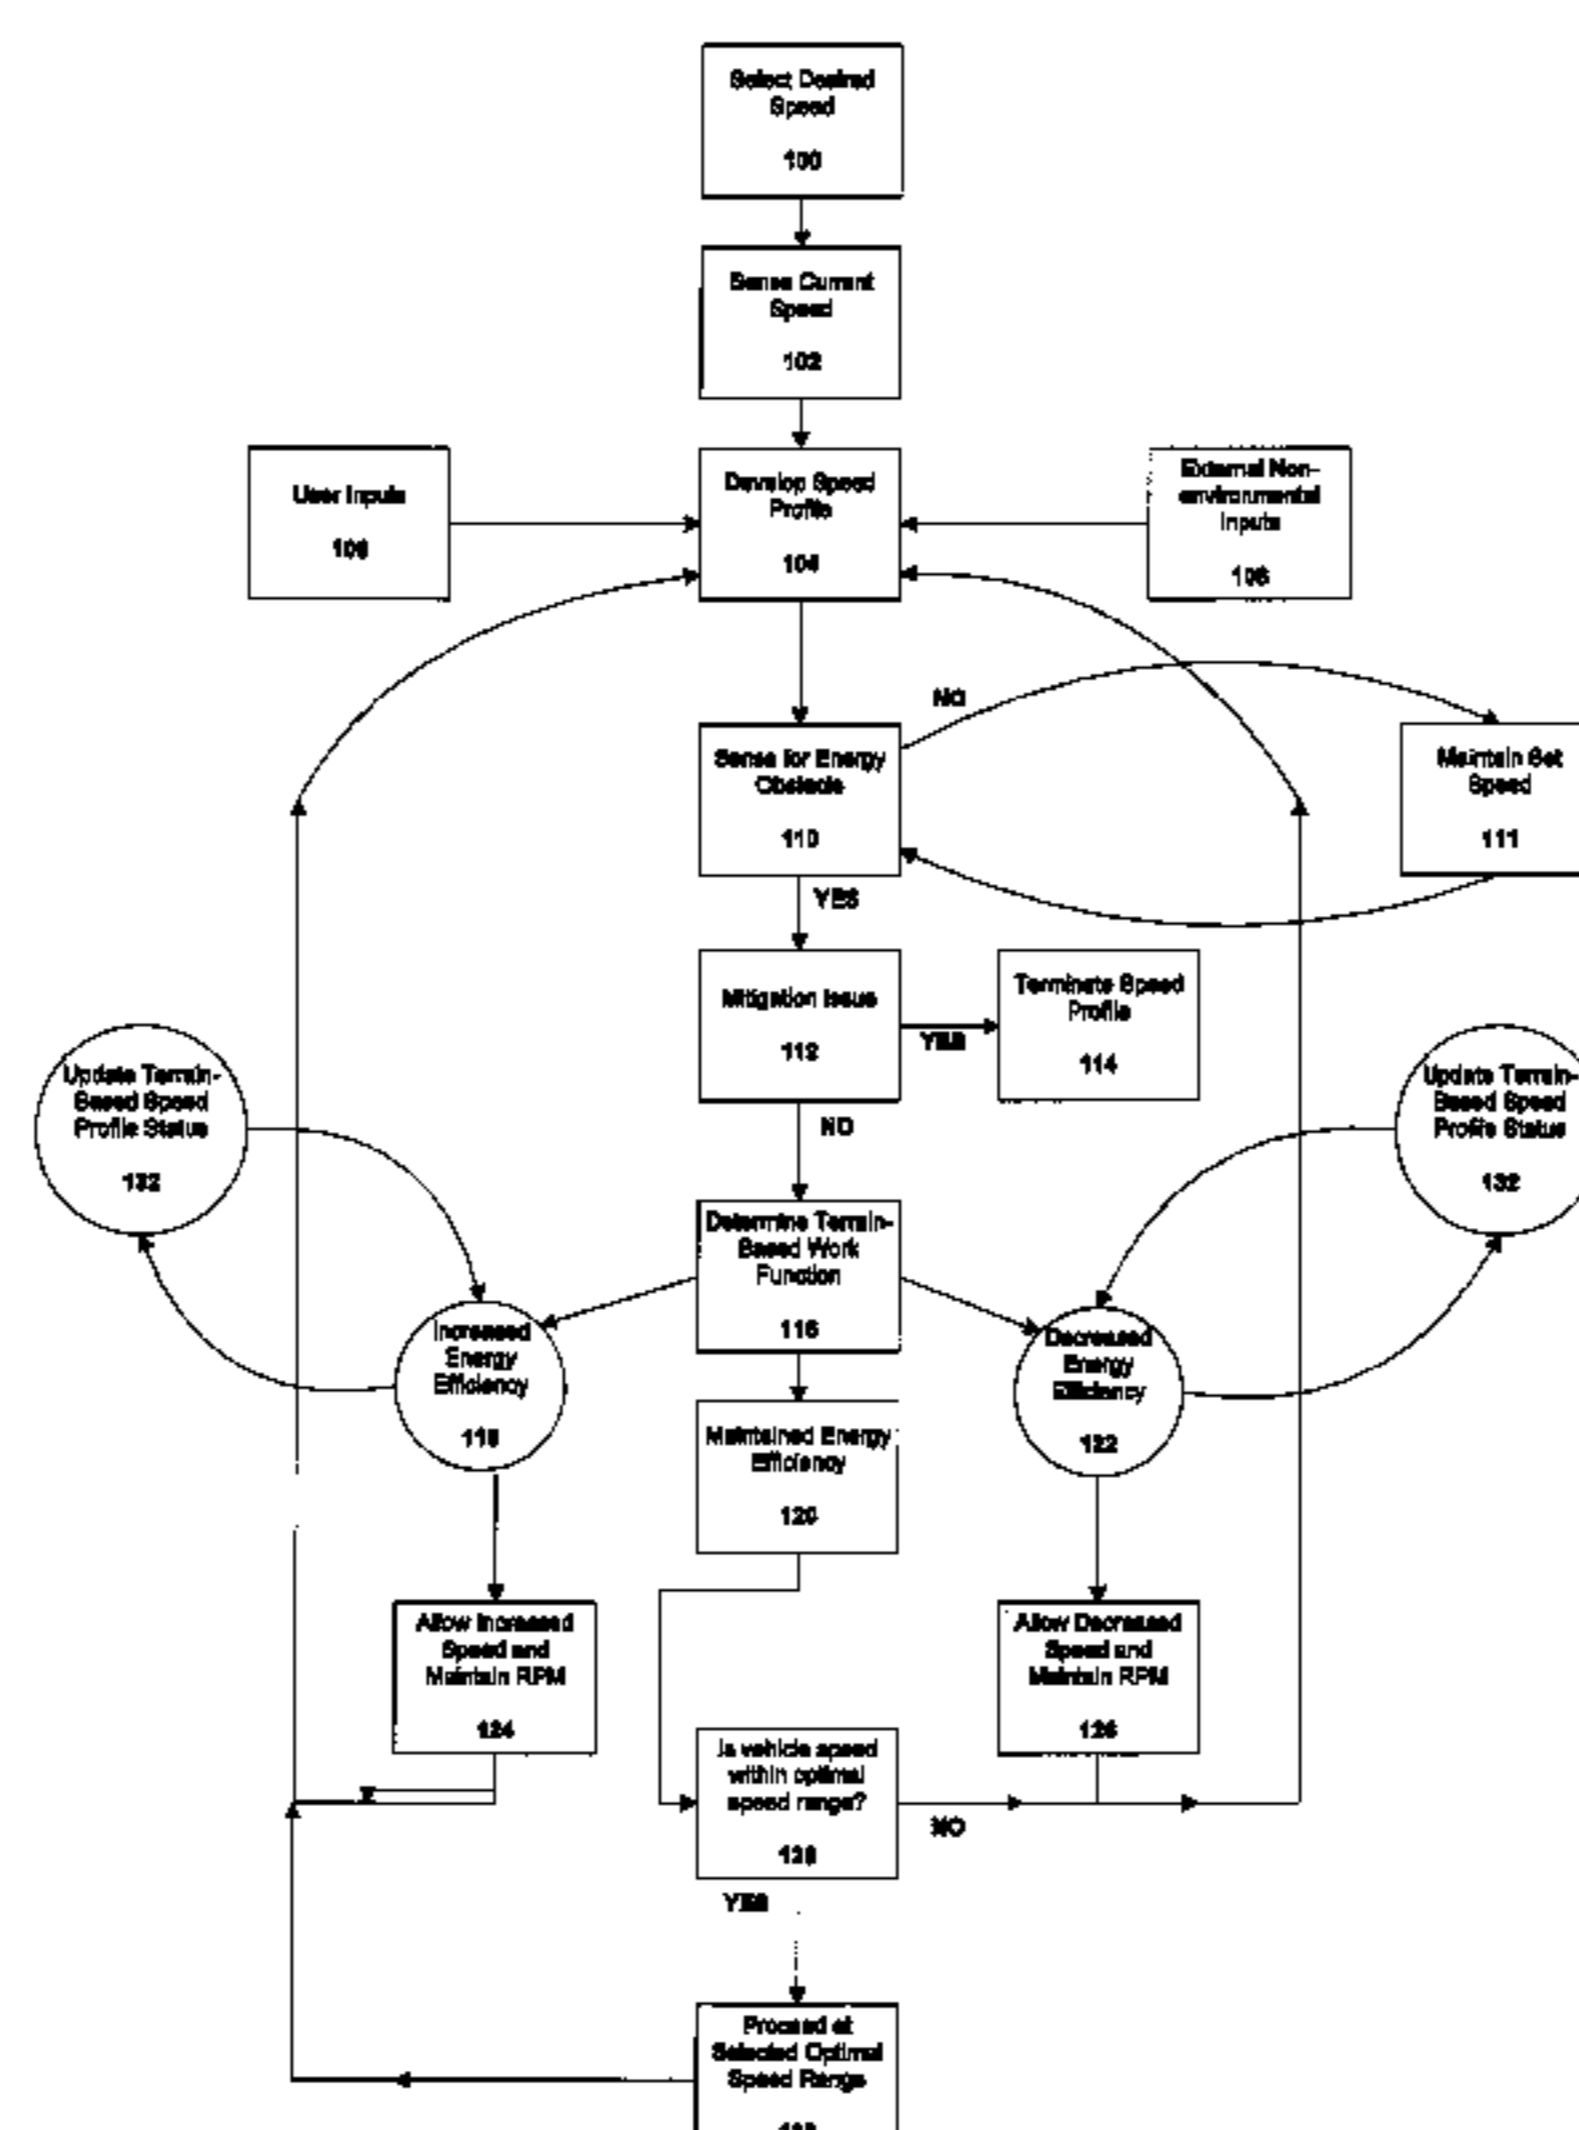 Select Desired
Speed
100
Sense Current
Speed
102
User Inputs
Develop Speed
Profile
104
External Non-
environmental
Inputs
NO
Sense for Energy
Obstacle
110
Maintain Set
Speed
111
YES
Mitigation Issue
112
YES
Terminate Speed
Profile
114
NO
Update Terrain-
Based Speed
Profile Status
132
Update Terrain-
Based Speed
Profile Status
132
Determine Terrain-
Based Work
Function
116
Increased
Energy
Efficiency
118
Decreased
Energy
Efficiency
122
Maintained Energy
Efficiency
120
Allow Increased
Speed and
Maintain RPM
124
Allow Decreased
Speed and
Maintain RPM
126
Is vehicle speed
within optimal
speed range?
128
NO
YES
Proceed at
Selected Optimal
Speed Range